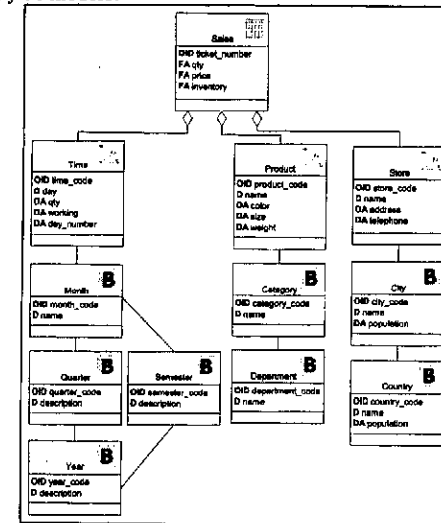 Sales
OID ticket_number
FA qty
FA price
FA inventory
Time
OID time_code
D day
DA qty
DA working
DA day_number
Product
OID product_code
D name
DA color
DA size
DA weight
Store
OID store_code
D name
DA address
DA telephone
B
Month
OID month_code
D name
B
Category
OID category_code
D name
B
City
OID city_code
D name
DA population
B
Quarter
OID quarter_code
D description
B
Semester
OID semester_code
D description
B
Department
OID department_code
D name
B
Country
OID country_code
D name
DA population
B
Year
OID year_code
D description